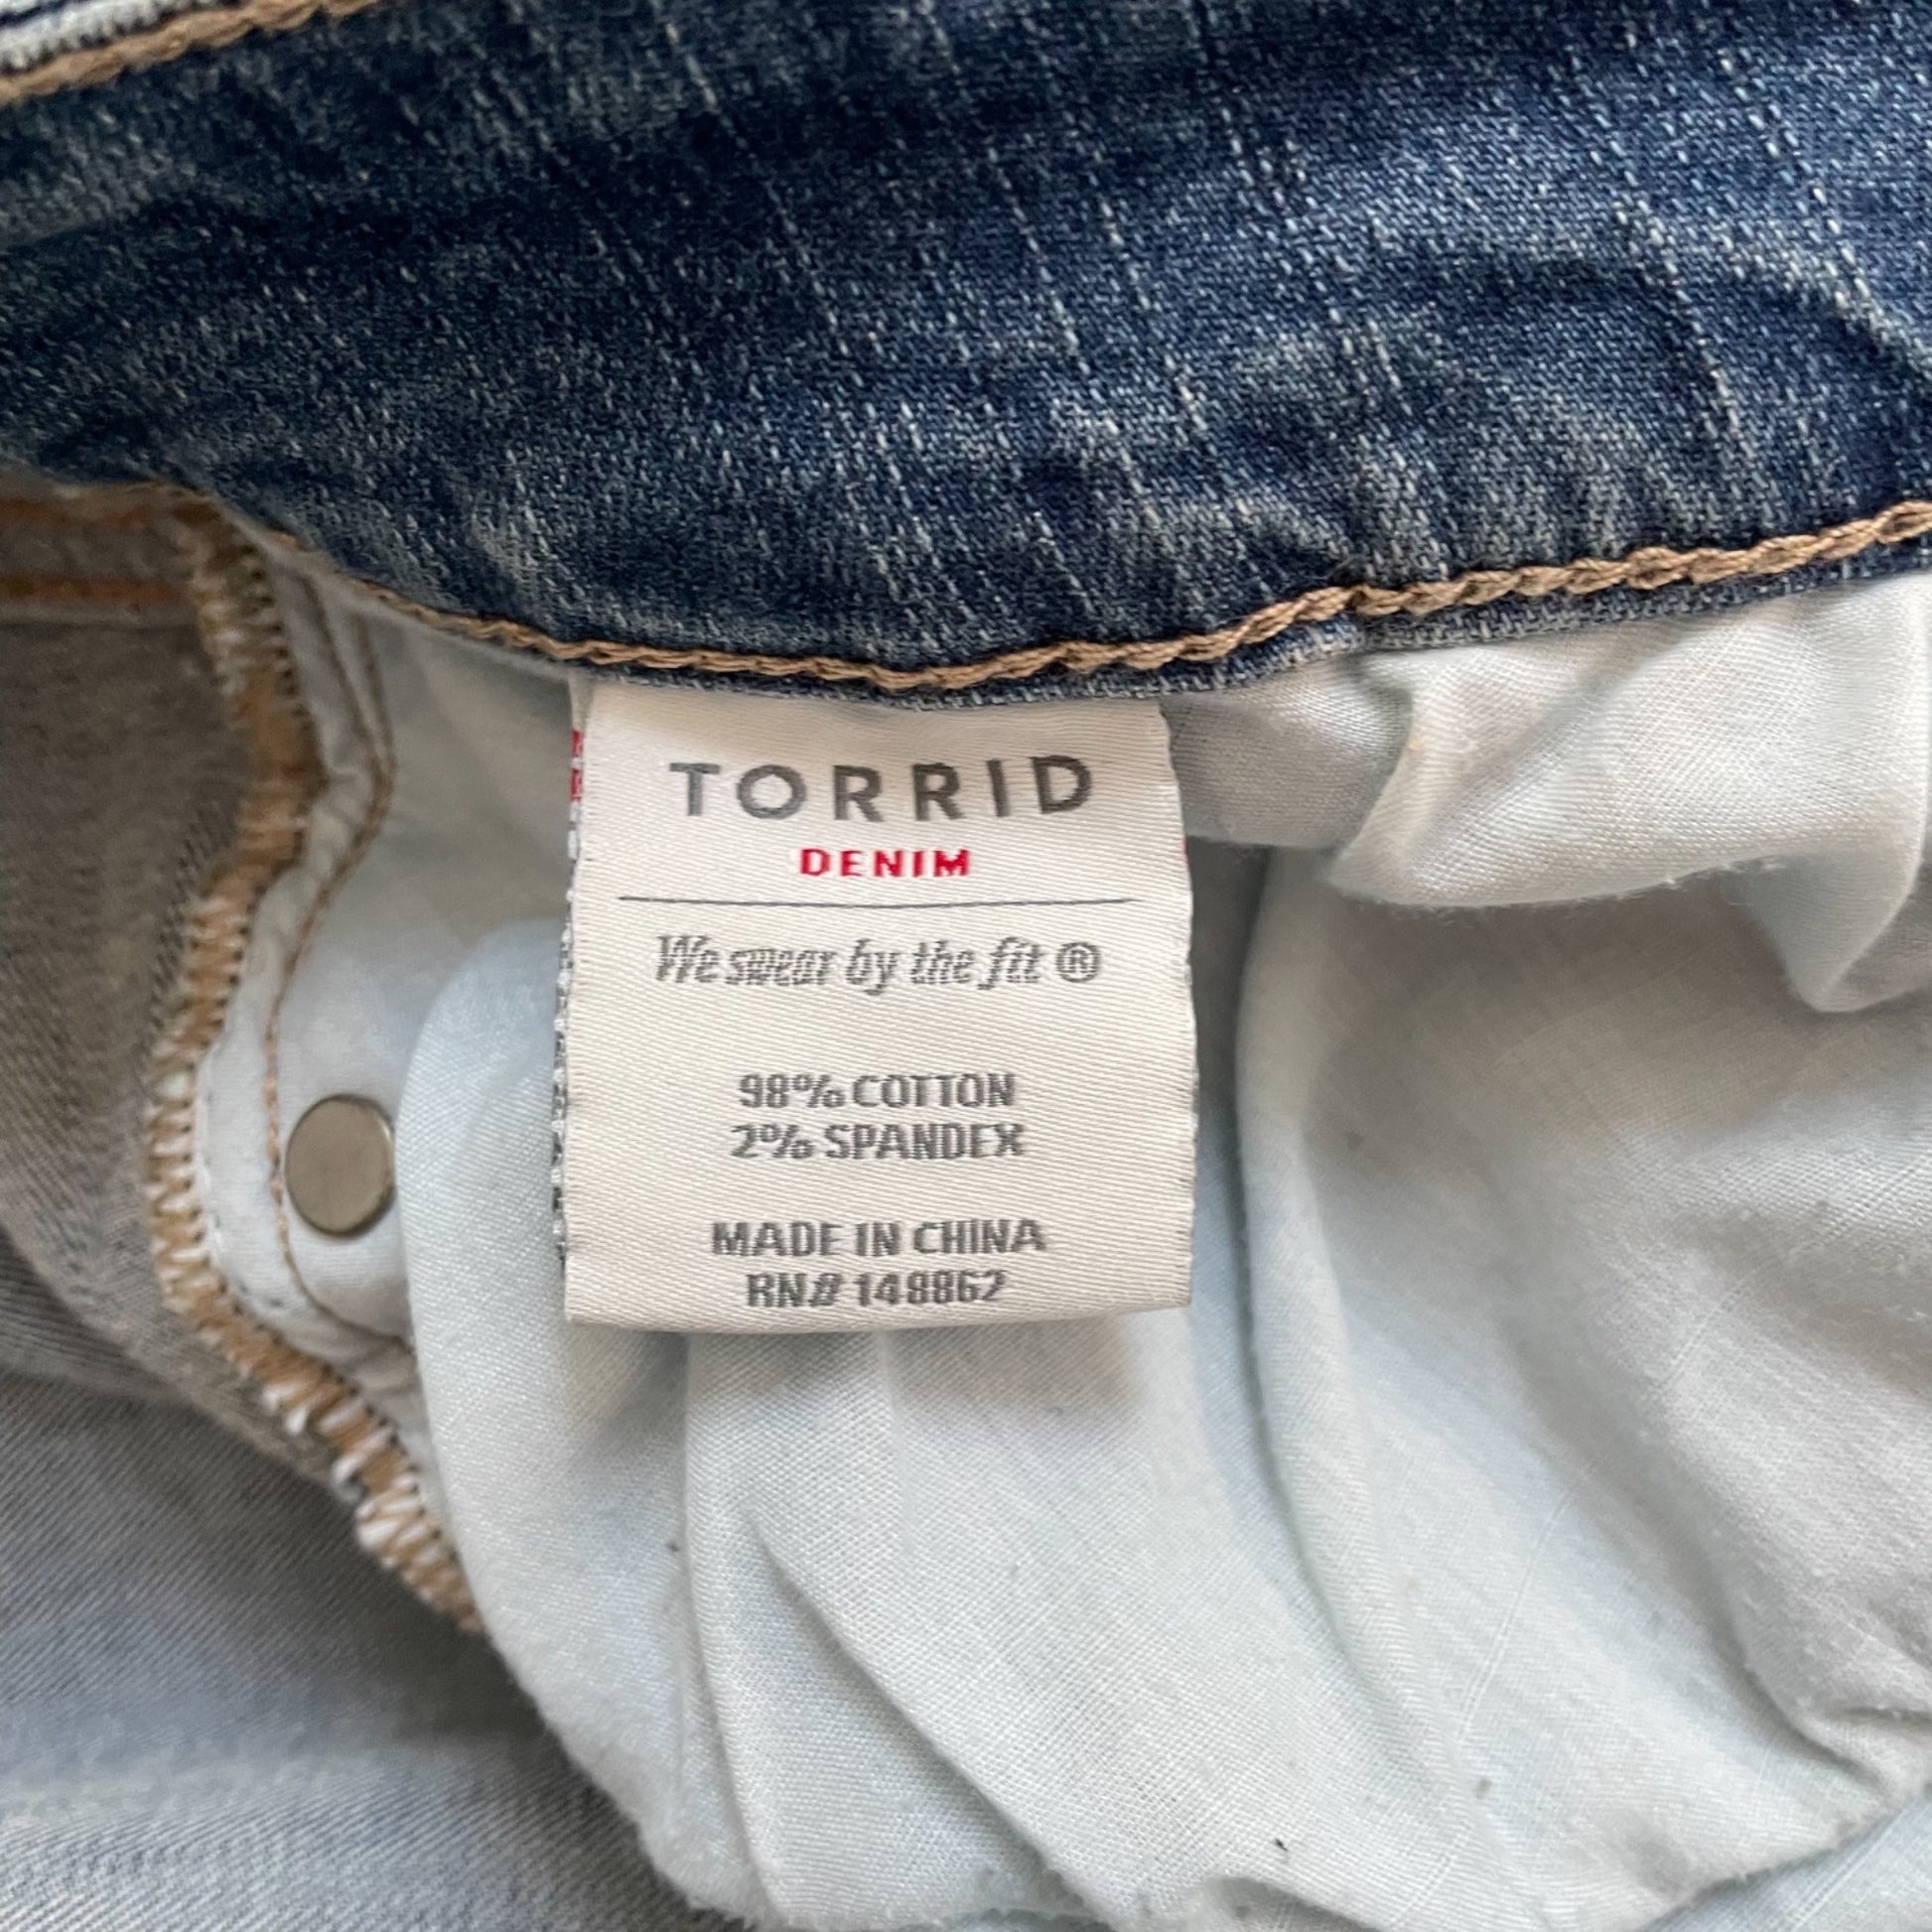 TORRID
DENIM
We swear by the fit ®
98% COTTON
2% SPANDEX
MADE IN CHINA
RN# 148862